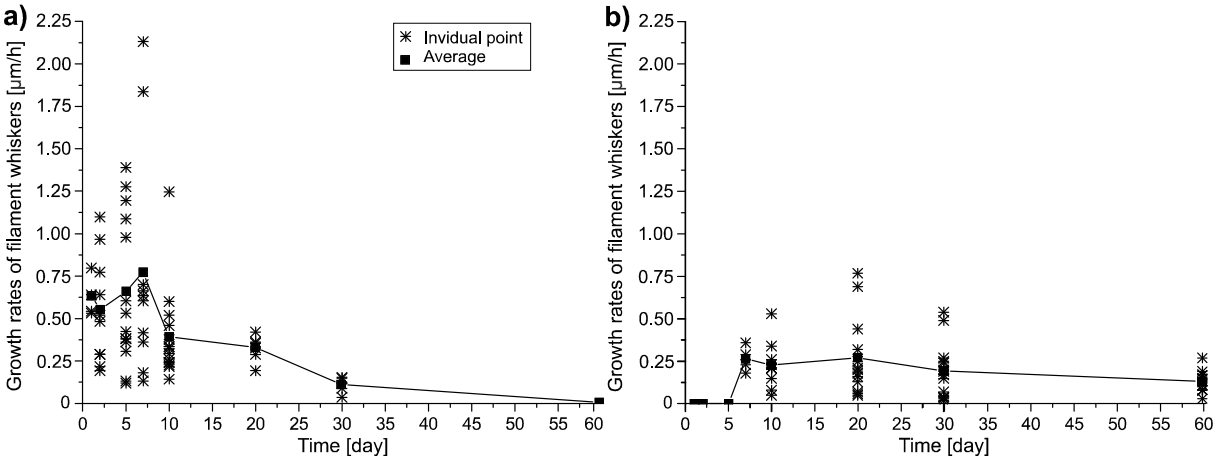 a)
2.25
2.00
1.75
1.50
1.25
1.00
0.75
0.50
0.25
0
Growth rates of filament whiskers [µm/h]
Invidual point
Average
0 5 10 15 20 25 30 35 40 45 50 55 60
Time [day]
b)
2.25
2.00
1.75
1.50
1.25
1.00
0.75
0.50
0.25
0
Growth rates of filament whiskers [µm/h]
0 5 10 15 20 25 30 35 40 45 50 55 60
Time [day]